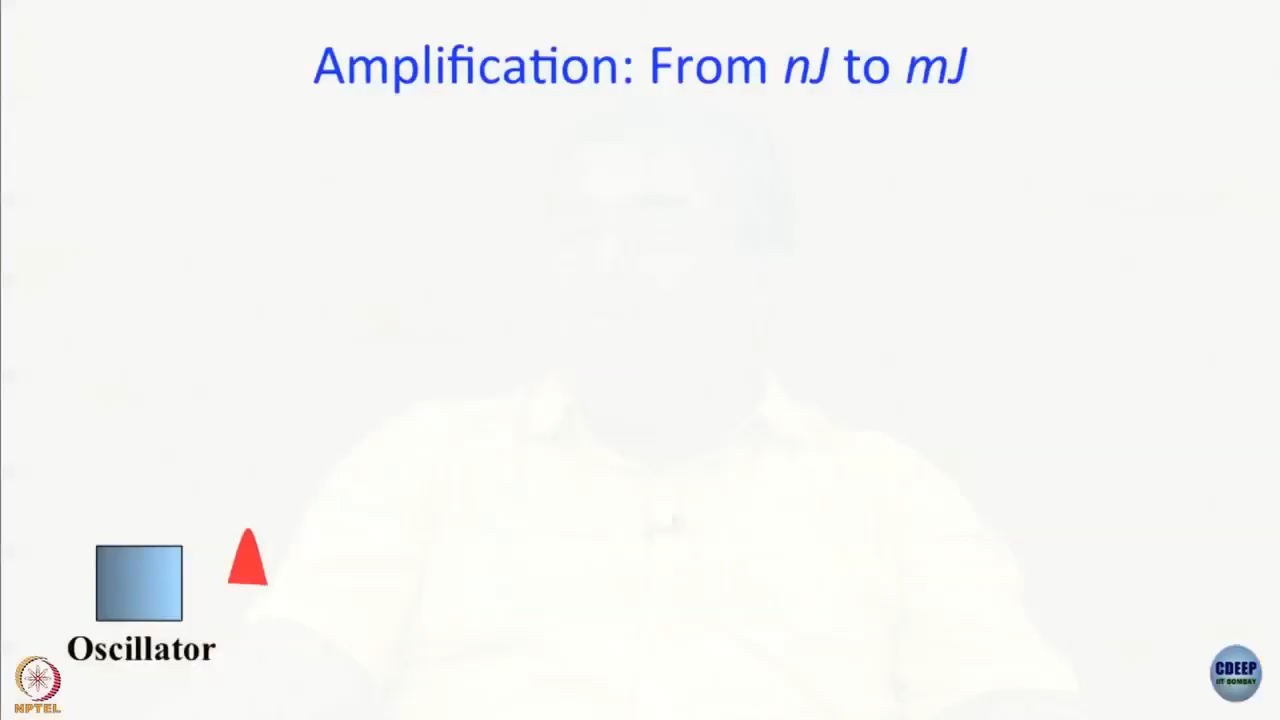 Amplification: From nJ to mJ
Oscillator
NPTEL
CDEEP
IIT BOMBAY